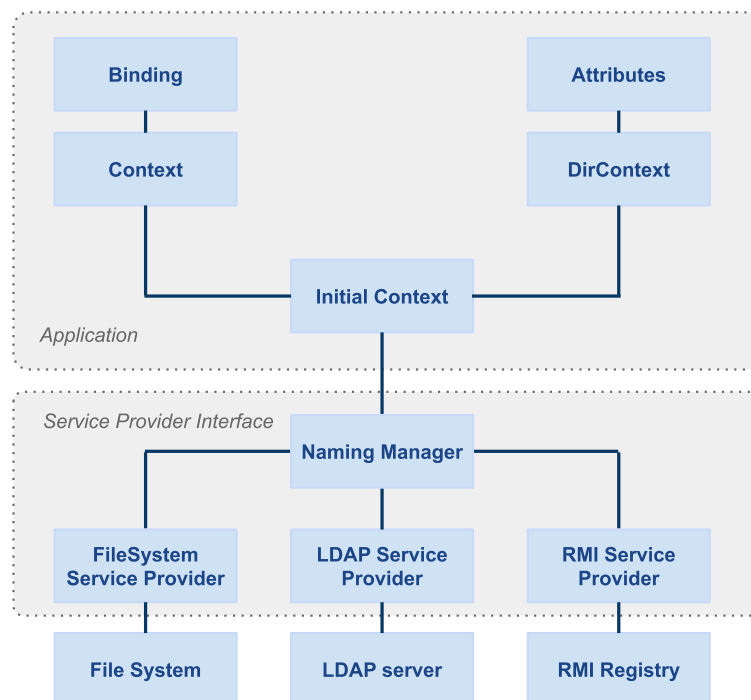 Binding
Attributes
Context
DirContext
Initial Context
Application
Service Provider Interface
Naming Manager
FileSystem
Service Provider
LDAP Service
Provider
RMI Service
Provider
File System
LDAP server
RMI Registry